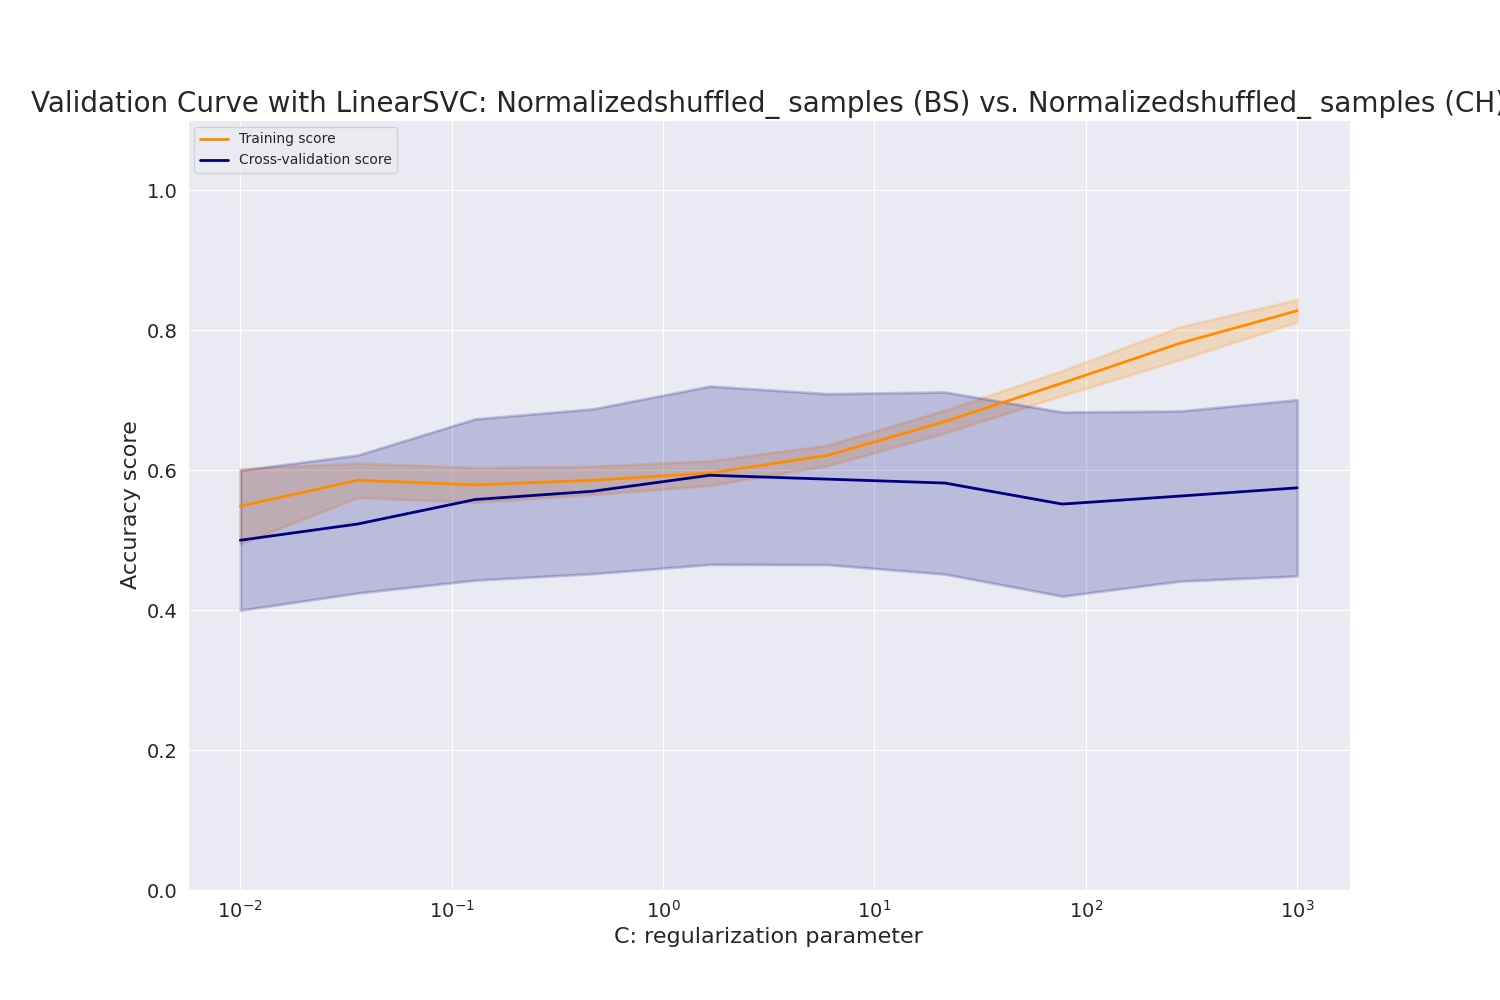 Validation Curve with LinearSVC: Normalizedshuffled_ samples (BS) vs. Normalizedshuffled_ samples (CH)
Training score
Cross-validation score
1.0
0.8
0.6
0.4
0.2
0.0
Accuracy score
10⁻² 10⁻¹ 10⁰ 10¹ 10² 10³
C: regularization parameter